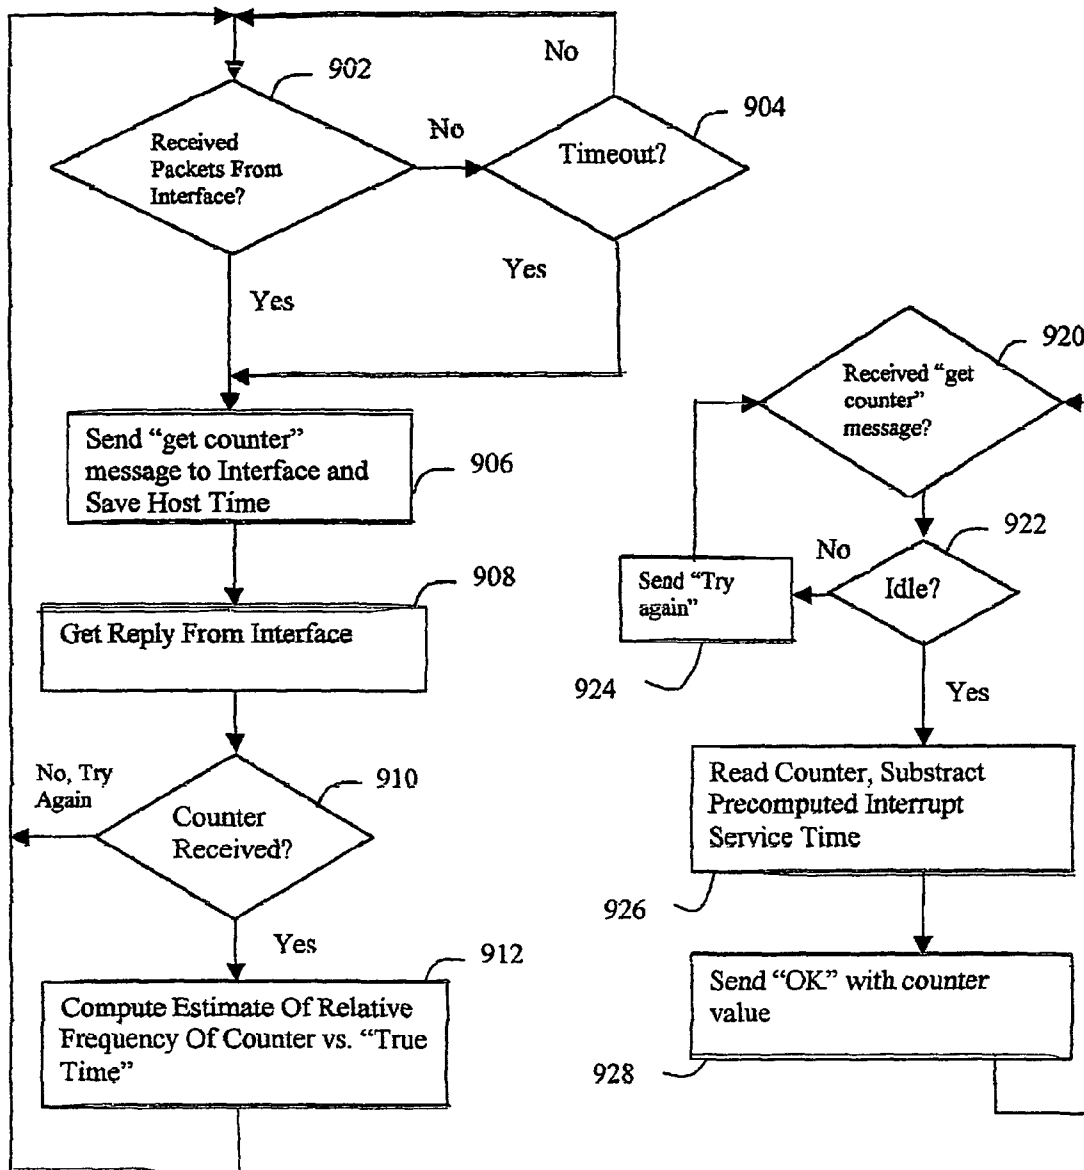 902
Received
Packets From
Interface?
No
No
904
Timeout?
Yes
Yes
Send “get counter”
message to Interface and
Save Host Time
906
908
Get Reply From Interface
No, Try
Again
910
Counter
Received?
Yes
912
Compute Estimate Of Relative
Frequency Of Counter vs. “True
Time”
920
Received “get
counter”
message?
922
No
Idle?
Send “Try
again”
924
Yes
Read Counter, Substract
Precomputed Interrupt
Service Time
926
Send “OK” with counter
value
928